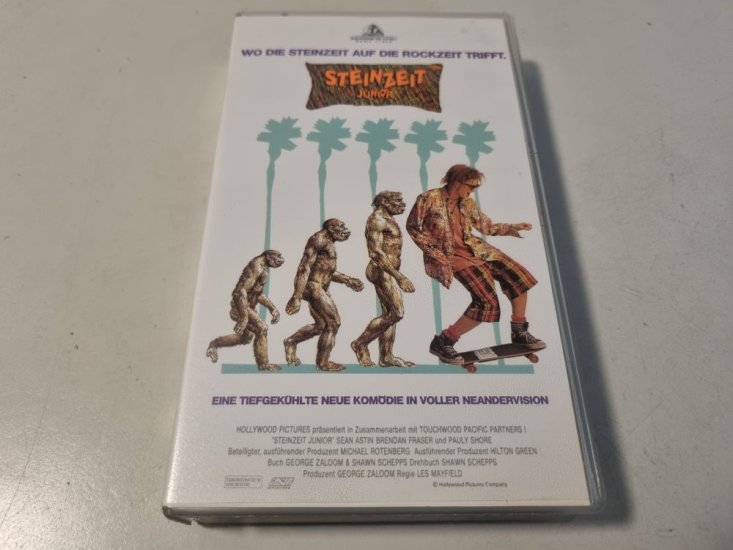 WO DIE STEINZEIT AUF DIE ROCKZEIT TRIFFT.
STEINZEIT
JUNIOR
EINE TIEFGEKÜHLTE NEUE KOMÖDIE IN VOLLER NEANDERVISION
HOLLYWOOD PICTURES präsentiert in Zusammenarbeit mit TOUCHWOOD PACIFIC PARTNERS I
"STEINZEIT JUNIOR" SEAN ASTIN BRENDAN FRASER und PAULY SHORE
Beteiligter, ausführender Produzent MICHAEL ROTENBERG Ausführender Produzent HILTON GREEN
Buch GEORGE ZALOOM & SHAWN SCHEPPS Drehbuch SHAWN SCHEPPS
Produzent GEORGE ZALOOM Regie LES MAYFIELD
© Hollywood Pictures Company